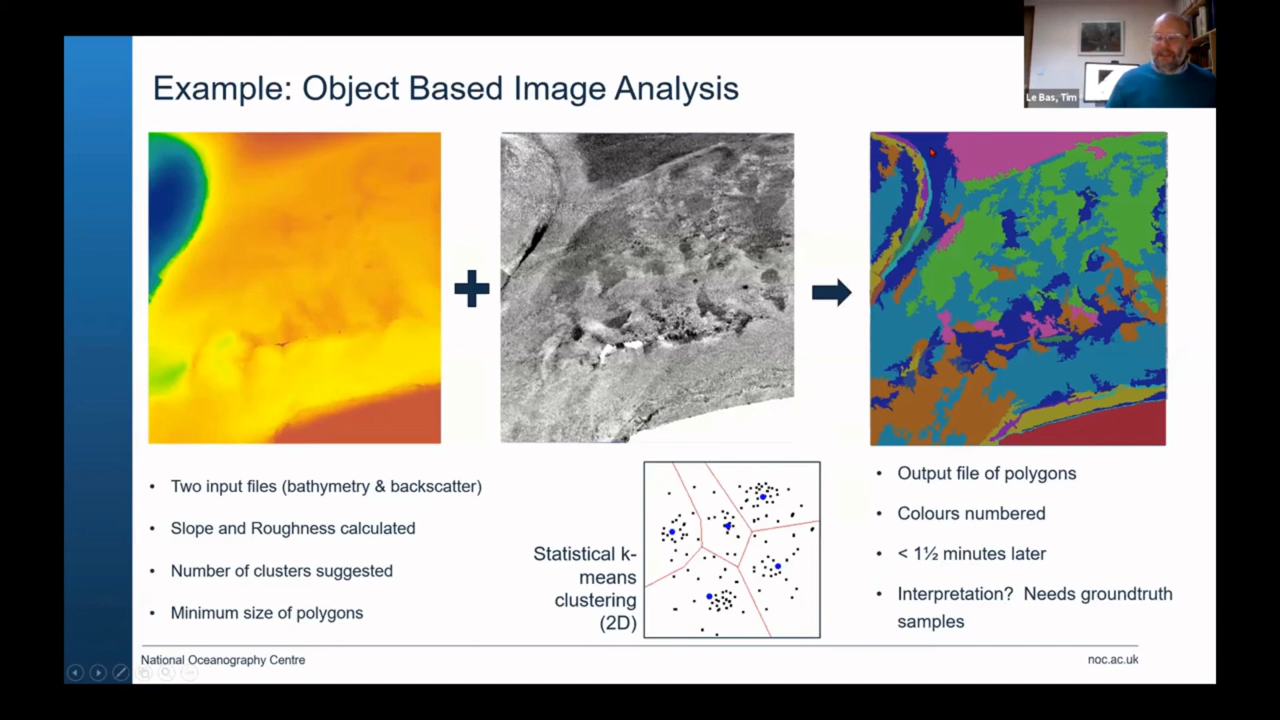 Example: Object Based Image Analysis
Le Bas, Tim
• Two input files (bathymetry & backscatter)
• Slope and Roughness calculated
• Number of clusters suggested
• Minimum size of polygons
Statistical k-
means
clustering
(2D)
• Output file of polygons
• Colours numbered
• < 1½ minutes later
• Interpretation? Needs groundtruth
samples
National Oceanography Centre
noc.ac.uk